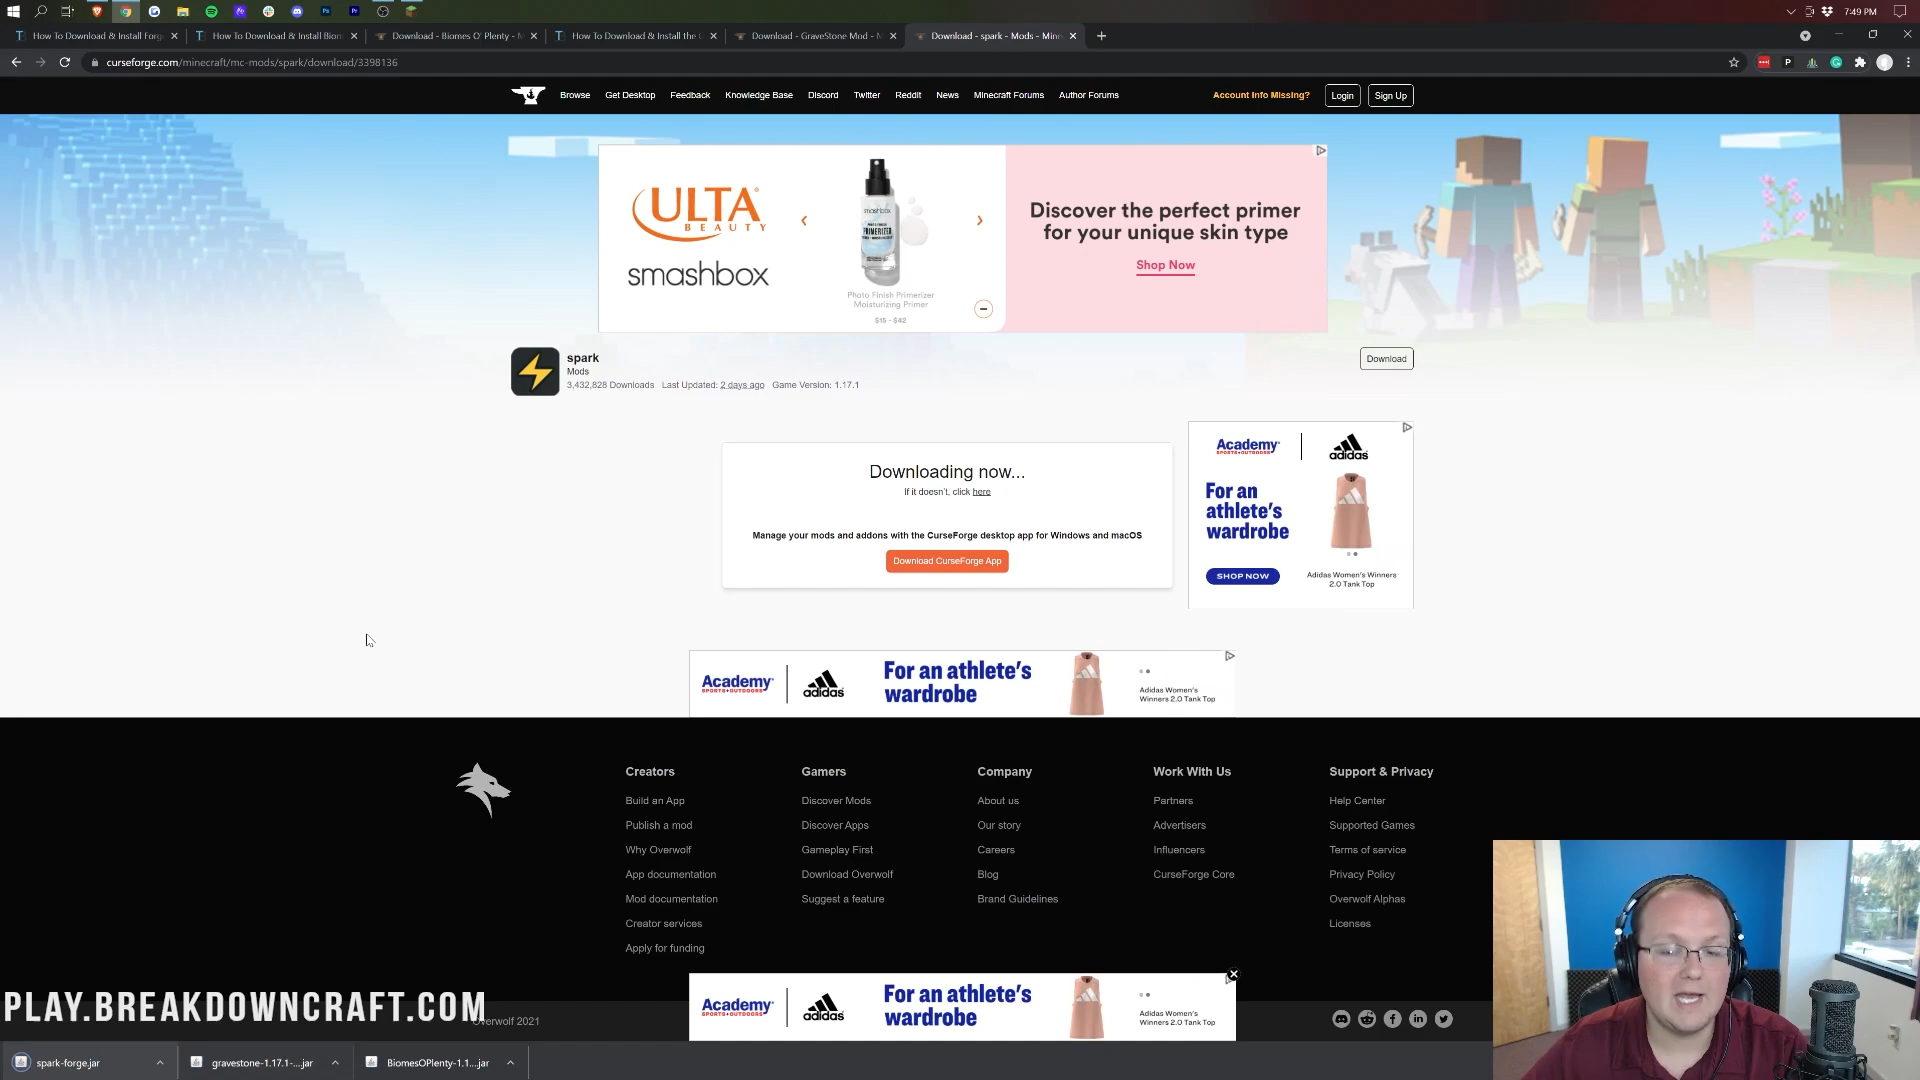 7:49 PM
How To Download & Install Forge
How To Download & Install Biom
Download - Biomes O' Plenty - M
How To Download & Install the G
Download - GraveStone Mod - M
Download - spark - Mods - Mine
curseforge.com/minecraft/mc-mods/spark/download/3398136
Browse Get Desktop Feedback Knowledge Base Discord Twitter Reddit News Minecraft Forums Author Forums
Account Info Missing? Login Sign Up
ULTA
BEAUTY
smashbox
smashbox
PHOTO FINISH
PRIMERIZER
Photo Finish Primerizer
Moisturizing Primer
$15 - $42
Discover the perfect primer
for your unique skin type
Shop Now
spark
Mods
3,432,828 Downloads Last Updated: 2 days ago Game Version: 1.17.1
Download
Downloading now...
If it doesn't, click here
Manage your mods and addons with the CurseForge desktop app for Windows and macOS
Download CurseForge App
Academy
SPORTS+OUTDOORS
adidas
For an
athlete's
wardrobe
SHOP NOW
Adidas Women's Winners
2.0 Tank Top
Academy
SPORTS+OUTDOORS
adidas
For an athlete's
wardrobe
Adidas Women's
Winners 2.0 Tank Top
Creators
Build an App
Publish a mod
Why Overwolf
App documentation
Mod documentation
Creator services
Apply for funding
Gamers
Discover Mods
Discover Apps
Gameplay First
Download Overwolf
Suggest a feature
Company
About us
Our story
Careers
Blog
Brand Guidelines
Work With Us
Partners
Advertisers
Influencers
CurseForge Core
Support & Privacy
Help Center
Supported Games
Terms of service
Privacy Policy
Overwolf Alphas
Licenses
Academy
SPORTS+OUTDOORS
adidas
For an athlete's
wardrobe
Adidas Women's
Winners 2.0 Tank Top
PLAY.BREAKDOWNCRAFT.COM
Overwolf 2021
spark-forge.jar
gravestone-1.17.1-....jar
BiomesOPlenty-1.1....jar